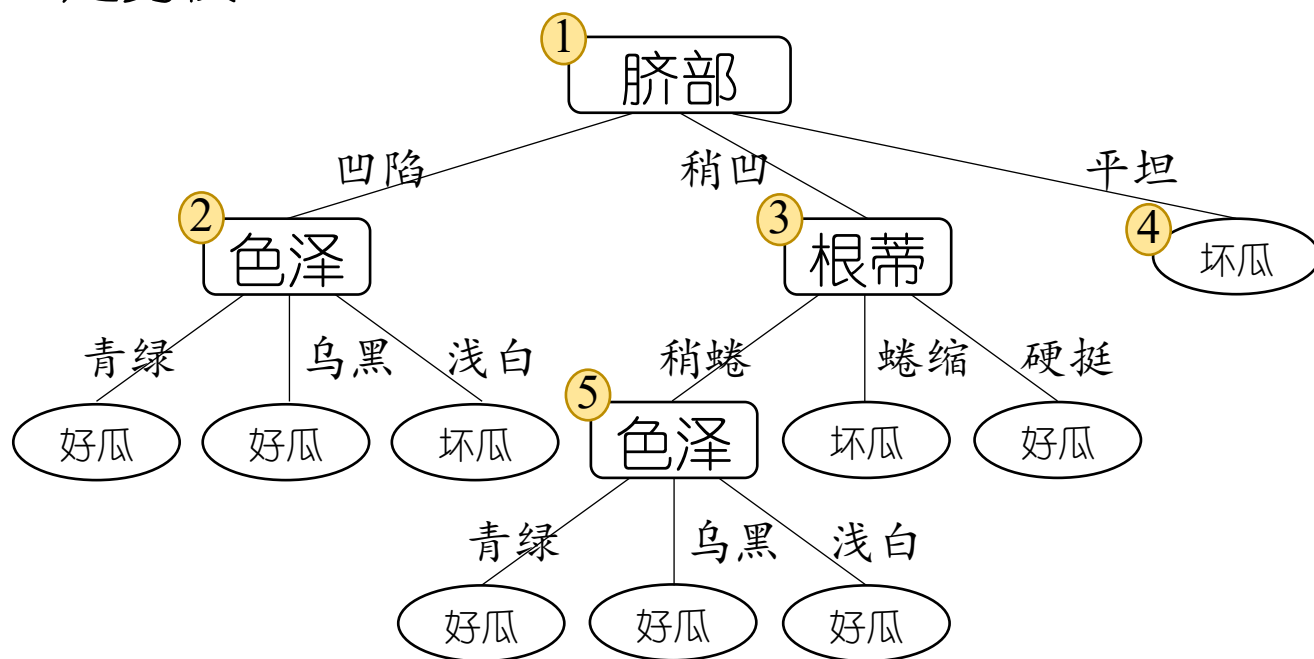 1
脐部
凹陷 稍凹 平坦
2 3 4
色泽 根蒂 坏瓜
青绿 乌黑 浅白 稍蜷 蜷缩 硬挺
5
好瓜 好瓜 坏瓜 色泽 坏瓜 好瓜
青绿 乌黑 浅白
好瓜 好瓜 好瓜